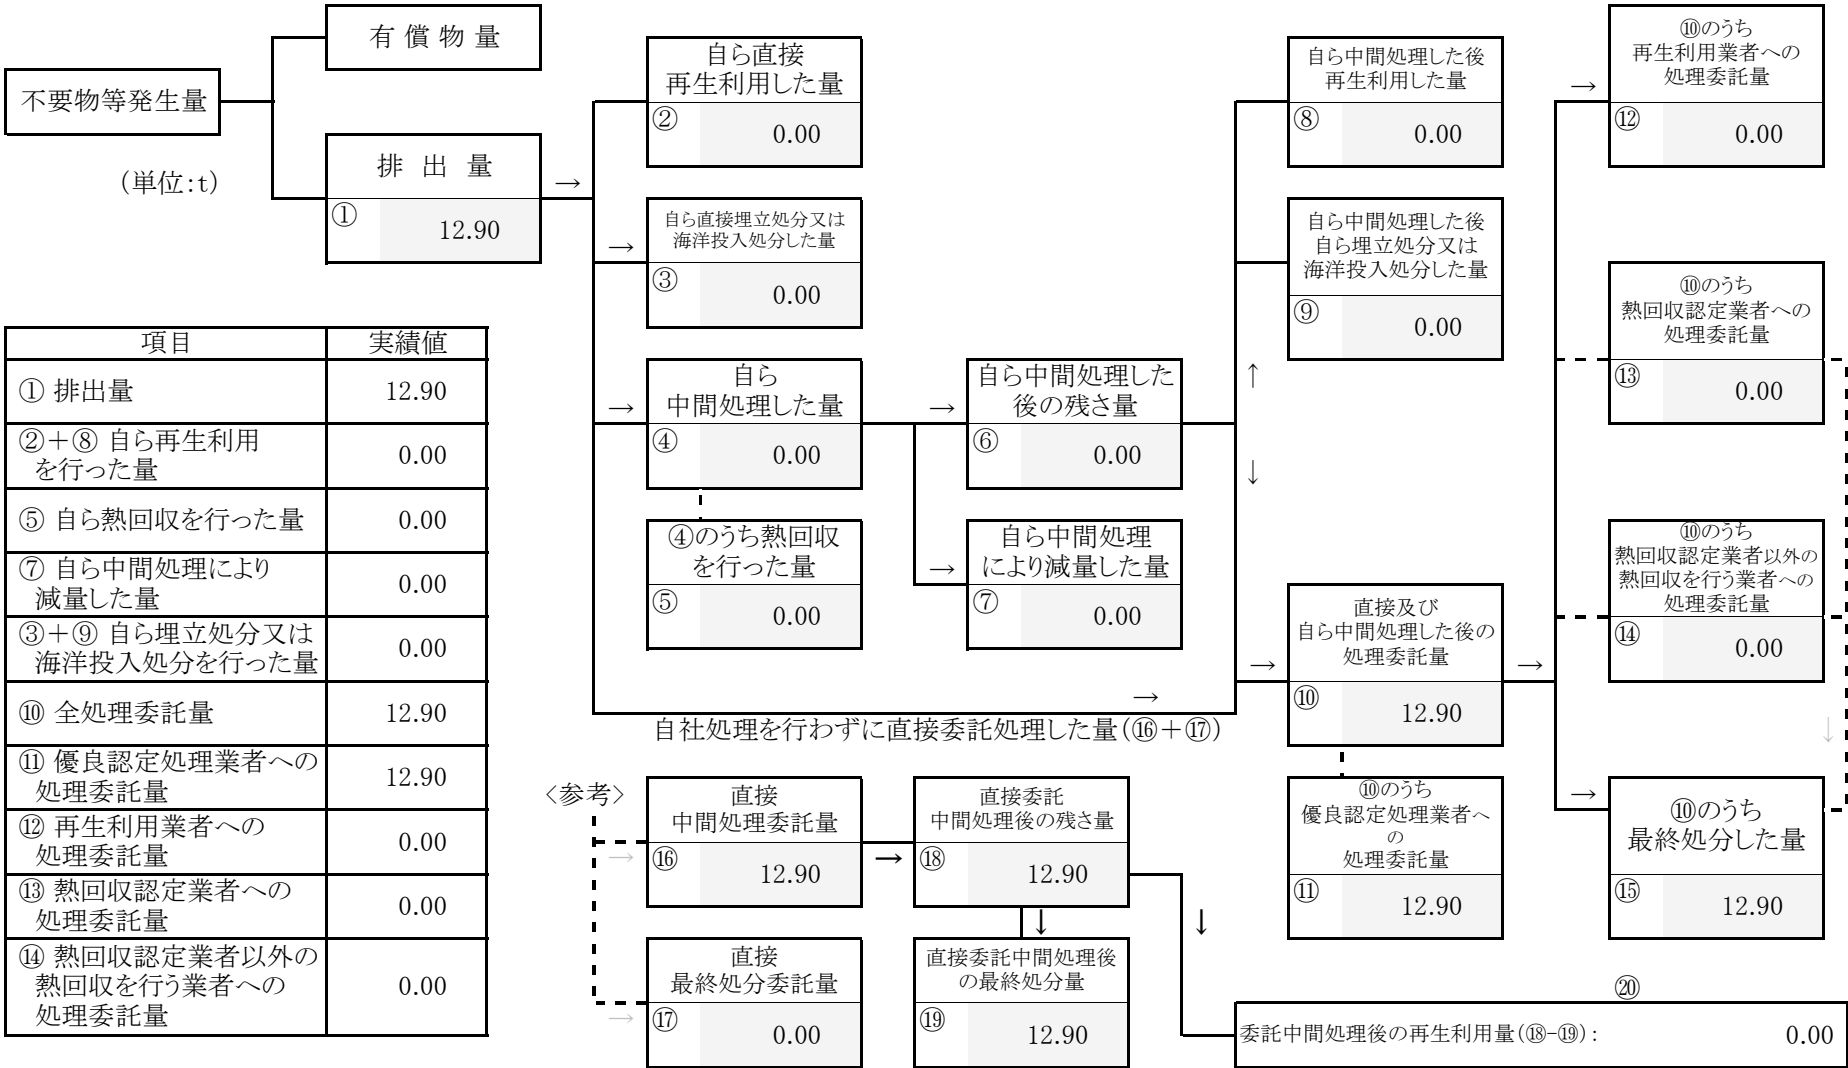 有 償 物 量
不要物等発生量
(単位:t)
排 出 量
①
12.90
→
自ら直接
再生利用した量
②
0.00
→
自ら直接埋立処分又は
海洋投入処分した量
③
0.00
→
自ら
中間処理した量
④
0.00
④のうち熱回収
を行った量
⑤
0.00
→
自ら中間処理した
後の残さ量
⑥
0.00
→
自ら中間処理
により減量した量
⑦
0.00
↑
↓
自ら中間処理した後
再生利用した量
⑧
0.00
自ら中間処理した後
自ら埋立処分又は
海洋投入処分した量
⑨
0.00
→
自社処理を行わずに直接委託処理した量(⑯+⑰)
→
直接及び
自ら中間処理した後の
処理委託量
⑩
12.90
⑩のうち
優良認定処理業者へ
の
処理委託量
⑪
12.90
→
→
⑩のうち
再生利用業者への
処理委託量
⑫
0.00
⑩のうち
熱回収認定業者への
処理委託量
⑬
0.00
⑩のうち
熱回収認定業者以外の
熱回収を行う業者への
処理委託量
⑭
0.00
↓
→
⑩のうち
最終処分した量
⑮
12.90
項目 実績値
① 排出量 12.90
②+⑧ 自ら再生利用
を行った量 0.00
⑤ 自ら熱回収を行った量 0.00
⑦ 自ら中間処理により
減量した量 0.00
③+⑨ 自ら埋立処分又は
海洋投入処分を行った量 0.00
⑩ 全処理委託量 12.90
⑪ 優良認定処理業者への
処理委託量 12.90
⑫ 再生利用業者への
処理委託量 0.00
⑬ 熱回収認定業者への
処理委託量 0.00
⑭ 熱回収認定業者以外の
熱回収を行う業者への
処理委託量 0.00
<参考>
→
直接
中間処理委託量
⑯
12.90
→
直接委託
中間処理後の残さ量
⑱
12.90
↓
↓
→
直接
最終処分委託量
⑰
0.00
直接委託中間処理後
の最終処分量
⑲
12.90
⑳
委託中間処理後の再生利用量(⑱-⑲): 0.00